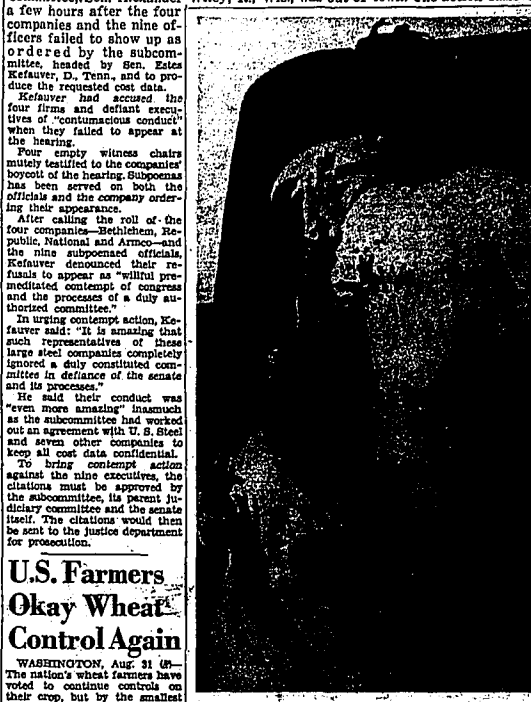 a few hours after the four
companies and the nine of-
ficers failed to show up as
ordered by the subcom-
mittee, headed by Sen. Estes
Kefauver, D., Tenn., and to pro-
duce the requested cost data.
Kefauver had accused the
four firms and defiant execu-
tives of "contumacious conduct"
when they failed to appear at
the hearing.
Four empty witness chairs
mutely testified to the companies'
boycott of the hearing. Subpoenas
has been served on both the
officials and the company order-
ing their appearance.
After calling the roll of the
four companies—Bethlehem, Re-
public, National and Armco—and
the nine subpoenaed officials,
Kefauver denounced their re-
fusals to appear as "willful pre-
meditated contempt of congress
and the processes of a duly au-
thorized committee."
In urging contempt action, Ke-
fauver said: "It is amazing that
such representatives of these
large steel companies completely
ignored a duly constituted com-
mittee in defiance of the senate
and its processes."
He said their conduct was
"even more amazing" inasmuch
as the subcommittee had worked
out an agreement with U. S. Steel
and seven other companies to
keep all cost data confidential.
To bring contempt action
against the nine executives, the
citations must be approved by
the subcommittee, its parent ju-
diciary committee and the senate
itself. The citations would then
be sent to the justice department
for prosecution.
U.S. Farmers
Okay Wheat
Control Again
WASHINGTON, Aug. 31 (AP)—
The nation's wheat farmers have
voted to continue controls on
their crop, but by the smallest